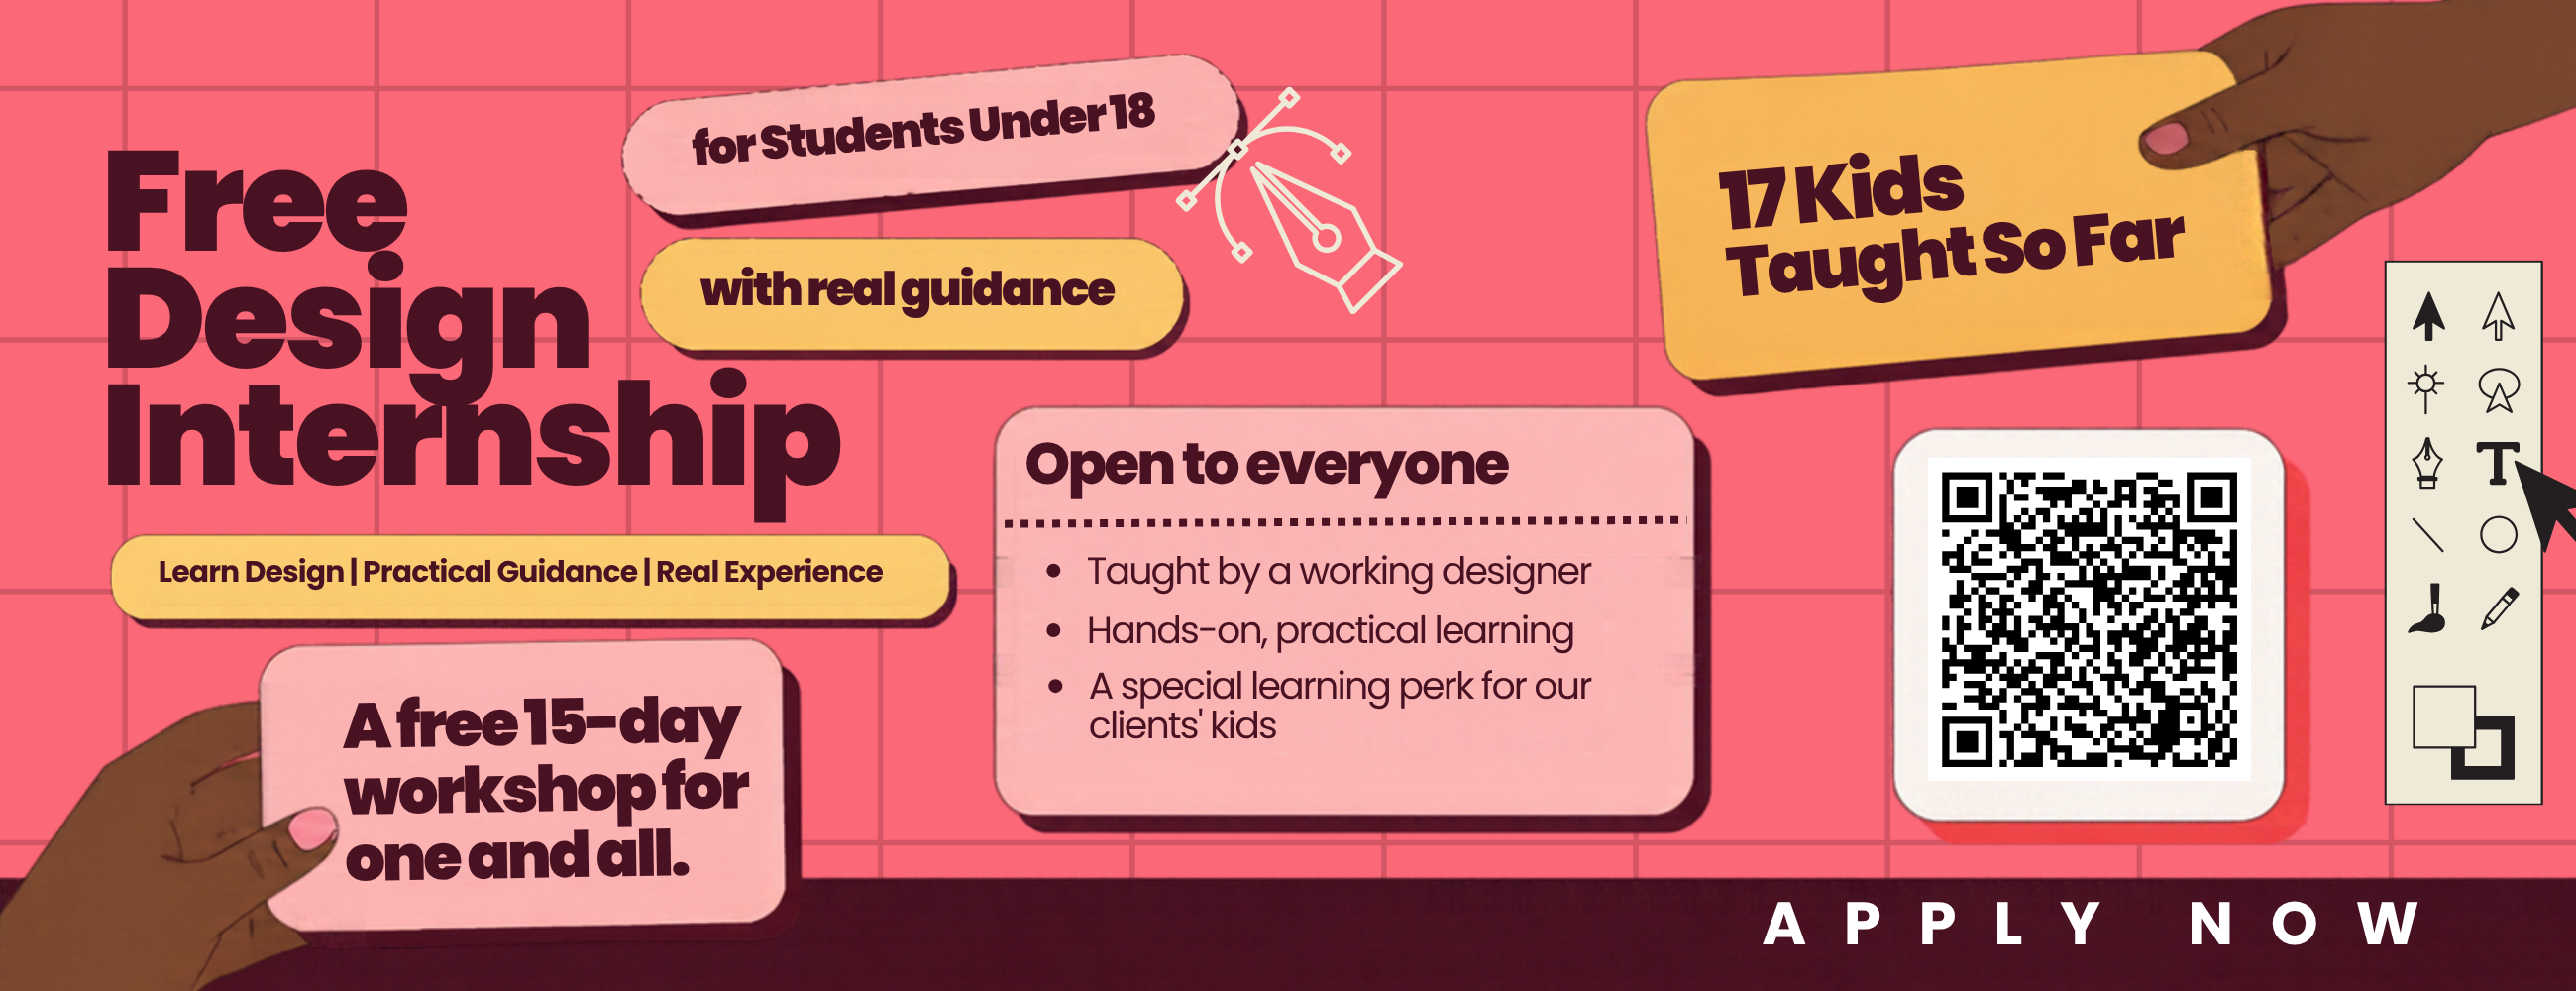 Free
Design
Internship
for Students Under 18
with real guidance
Learn Design | Practical Guidance | Real Experience
A free 15-day
workshop for
one and all.
Open to everyone
• Taught by a working designer
• Hands-on, practical learning
• A special learning perk for our
clients' kids
17 Kids
Taught So Far
T
APPLY NOW